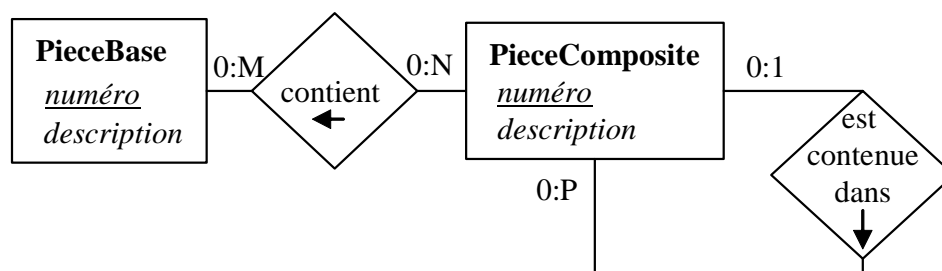 PieceBase
numéro
description
0:M
contient
0:N
PieceComposite
numéro
description
0:1
0:P
est
contenue
dans